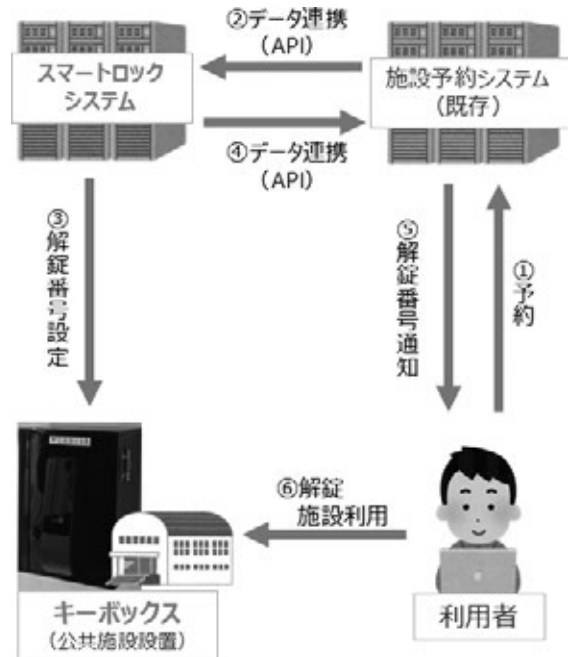 ②データ連携
（API）
スマートロック
システム
施設予約システム
（既存）
④データ連携
（API）
③解錠番号設定
⑤解錠番号通知
①予約
⑥解錠
施設利用
キーボックス
（公共施設設置）
利用者